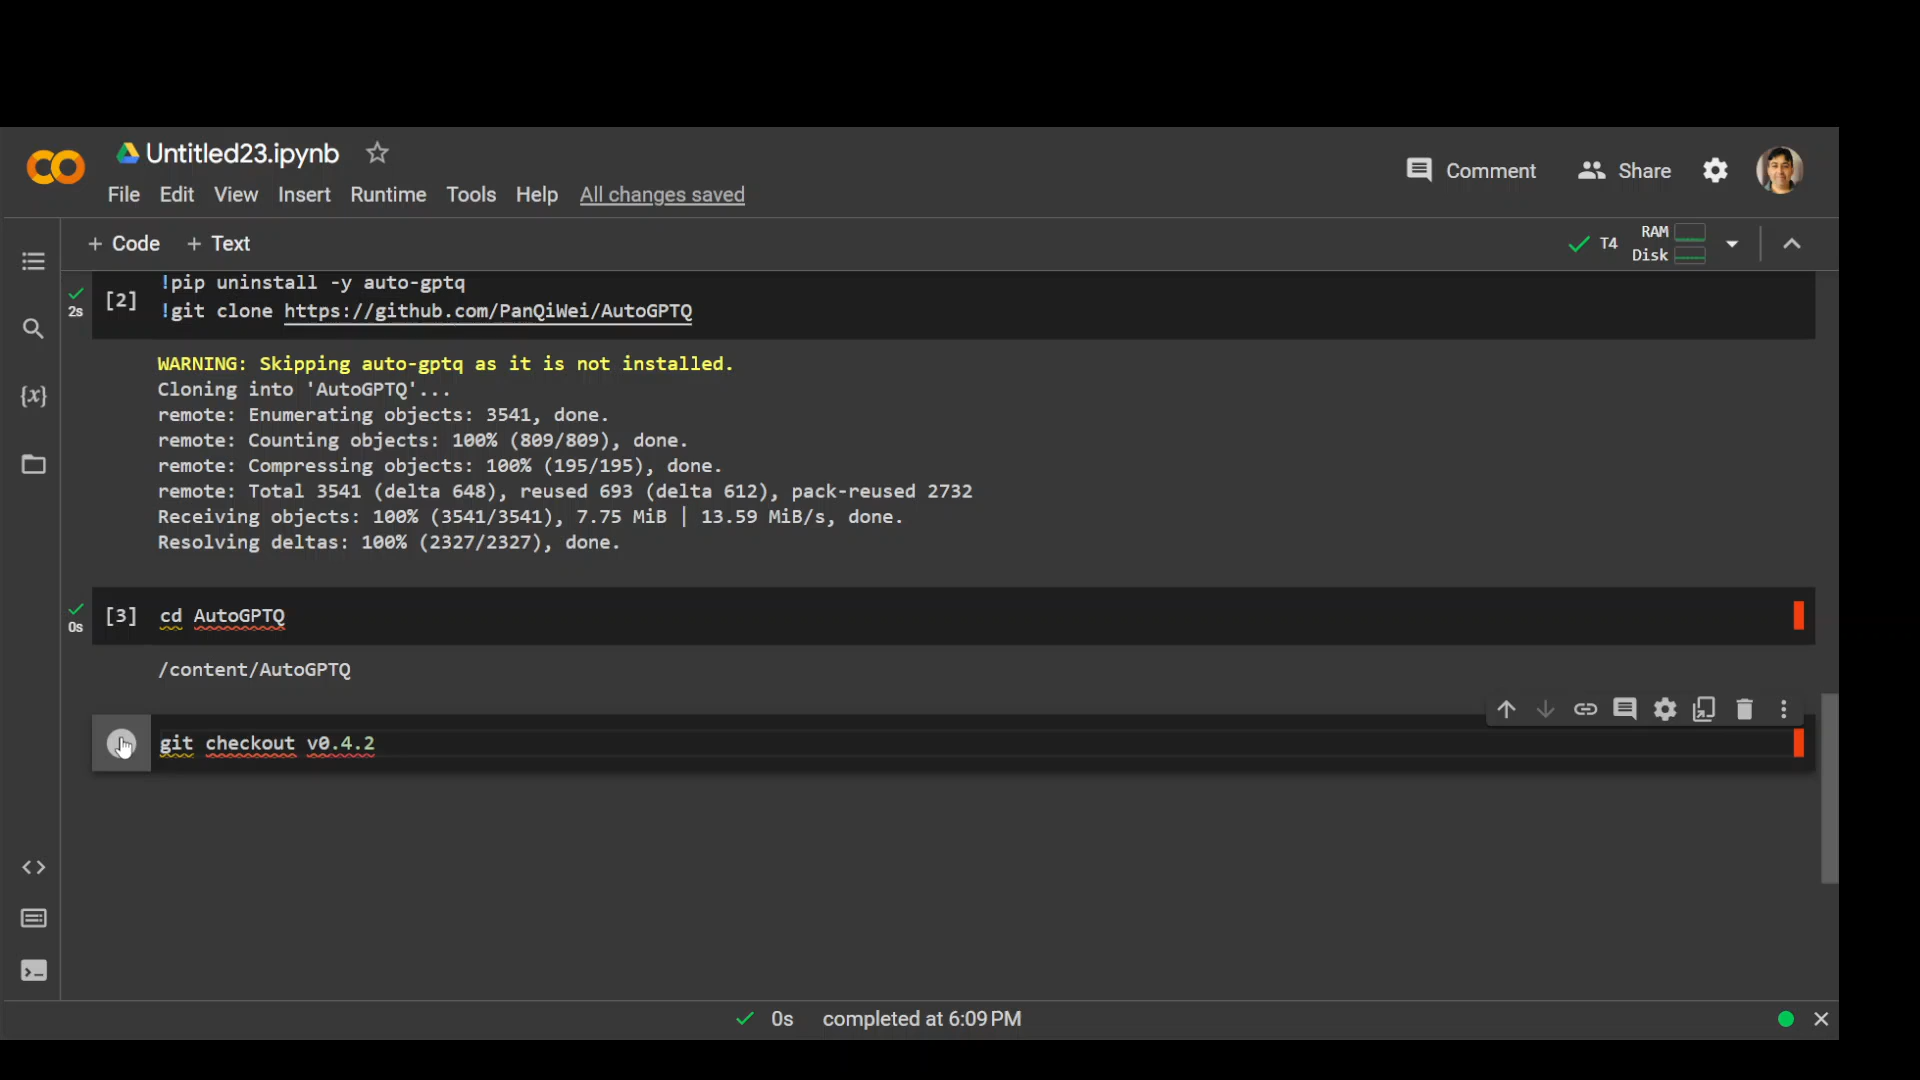 Untitled23.ipynb
File Edit View Insert Runtime Tools Help All changes saved
Comment Share
+ Code + Text
T4 RAM Disk
!pip uninstall -y auto-gptq
[2] !git clone https://github.com/PanQiWei/AutoGPTQ
2s
WARNING: Skipping auto-gptq as it is not installed.
Cloning into 'AutoGPTQ'...
remote: Enumerating objects: 3541, done.
remote: Counting objects: 100% (809/809), done.
remote: Compressing objects: 100% (195/195), done.
remote: Total 3541 (delta 648), reused 693 (delta 612), pack-reused 2732
Receiving objects: 100% (3541/3541), 7.75 MiB | 13.59 MiB/s, done.
Resolving deltas: 100% (2327/2327), done.
[3] cd AutoGPTQ
0s
/content/AutoGPTQ
git checkout v0.4.2
0s completed at 6:09 PM